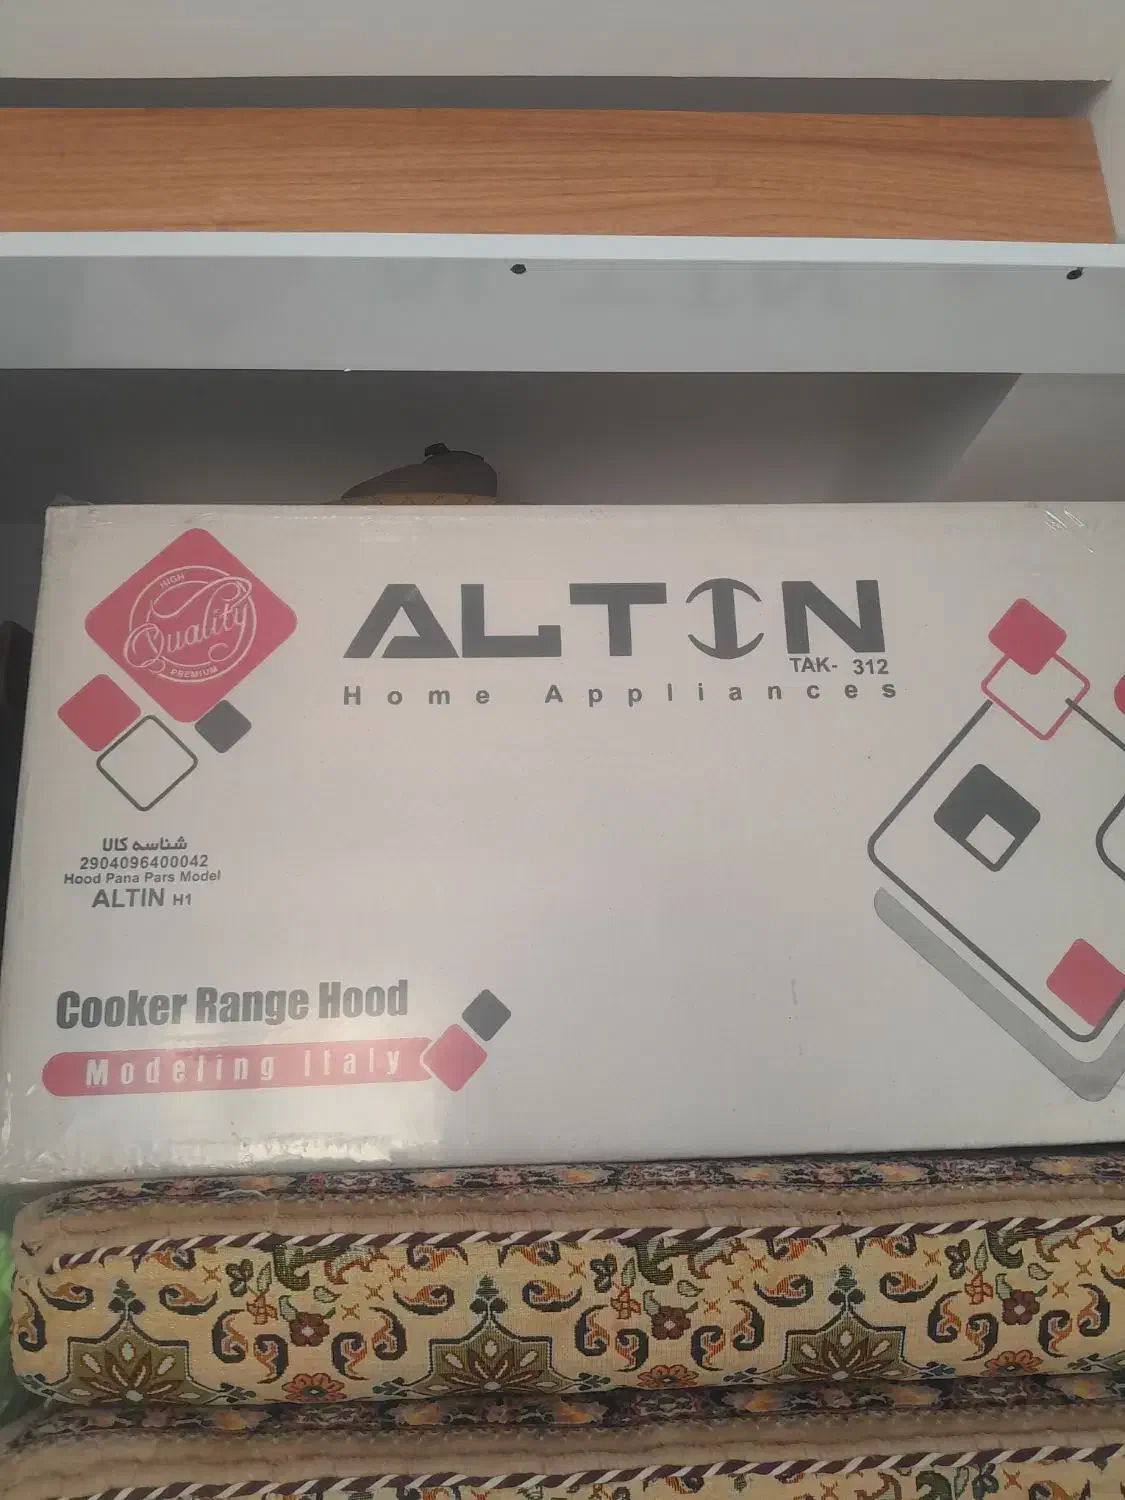 HIGH
Quality
PREMIUM
ALTIN
TAK- 312
Home Appliances
شناسه کالا
2904096400042
Hood Pana Pars Model
ALTIN H1
Cooker Range Hood
Modeling Italy